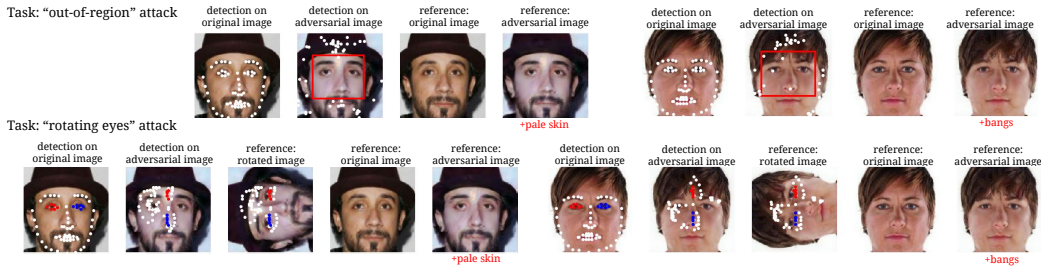 Task: “out-of-region” attack
detection on
original image
detection on
adversarial image
reference:
original image
reference:
adversarial image
+pale skin
detection on
original image
detection on
adversarial image
reference:
original image
reference:
adversarial image
+bangs
Task: “rotating eyes” attack
detection on
original image
detection on
adversarial image
reference:
rotated image
reference:
original image
reference:
adversarial image
+pale skin
detection on
original image
detection on
adversarial image
reference:
rotated image
reference:
original image
reference:
adversarial image
+bangs